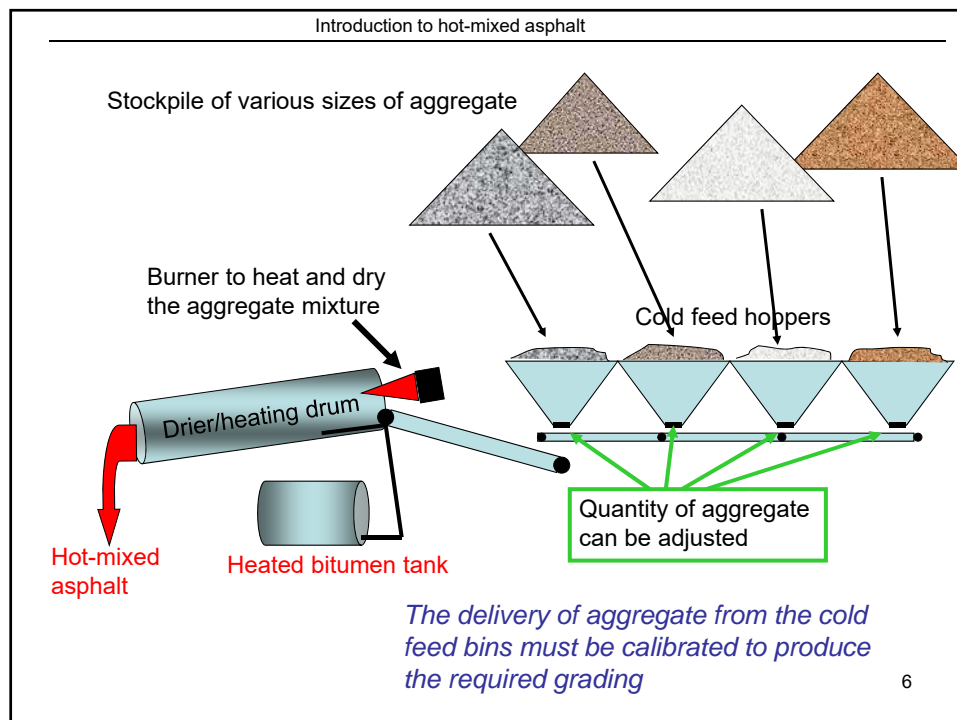 Introduction to hot-mixed asphalt
Stockpile of various sizes of aggregate
Burner to heat and dry
the aggregate mixture
Cold feed hoppers
Drier/heating drum
Quantity of aggregate
can be adjusted
Hot-mixed
asphalt
Heated bitumen tank
The delivery of aggregate from the cold
feed bins must be calibrated to produce
the required grading
6